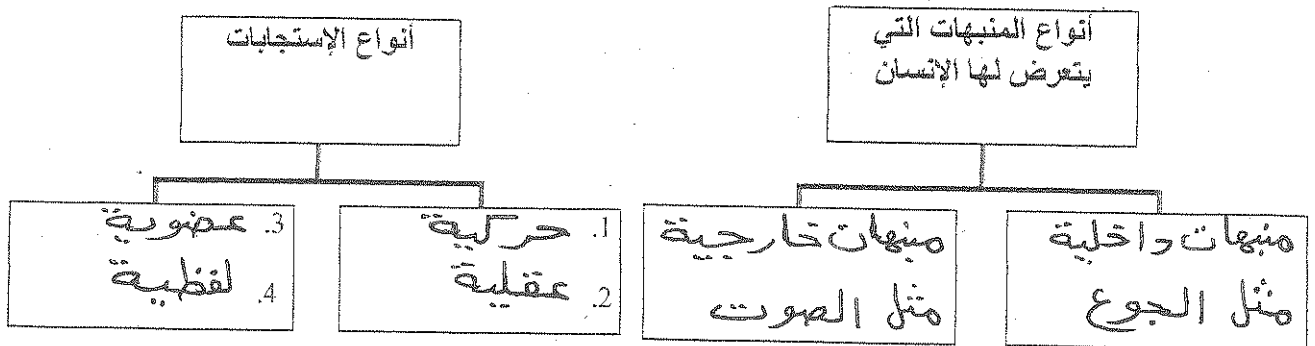 أنواع المنبهات التي
يتعرض لها الإنسان
منبهات داخلية
مثل الجوع
منبهات خارجية
مثل الصوت
أنواع الإستجابات
1. حركية
2. عقلية
3. عضوية
4. لفظية